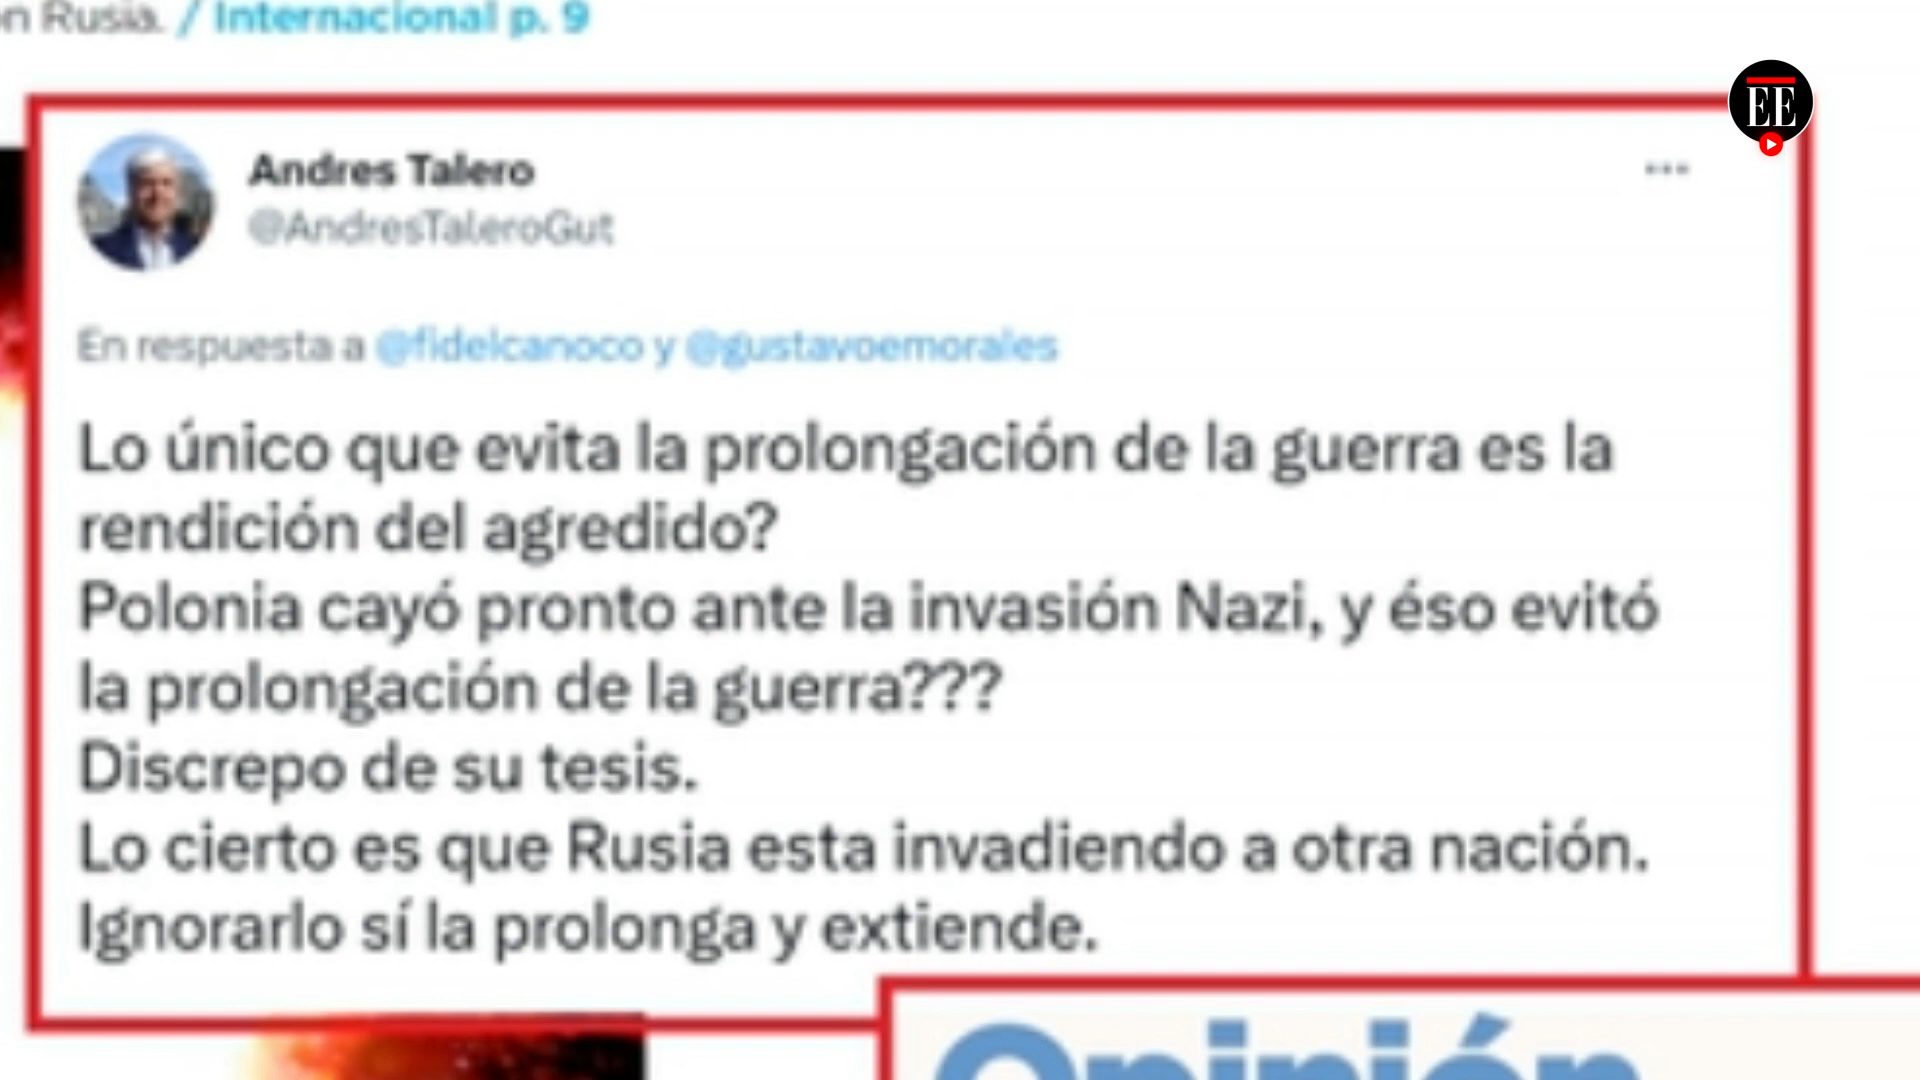 on Rusia. / Internacional p. 9
EE
Andres Talero
@AndresTaleroGut
En respuesta a @fidelcanoco y @gustavoemorales
Lo único que evita la prolongación de la guerra es la
rendición del agredido?
Polonia cayó pronto ante la invasión Nazi, y éso evitó
la prolongación de la guerra???
Discrepo de su tesis.
Lo cierto es que Rusia esta invadiendo a otra nación.
Ignorarlo sí la prolonga y extiende.
Opinión